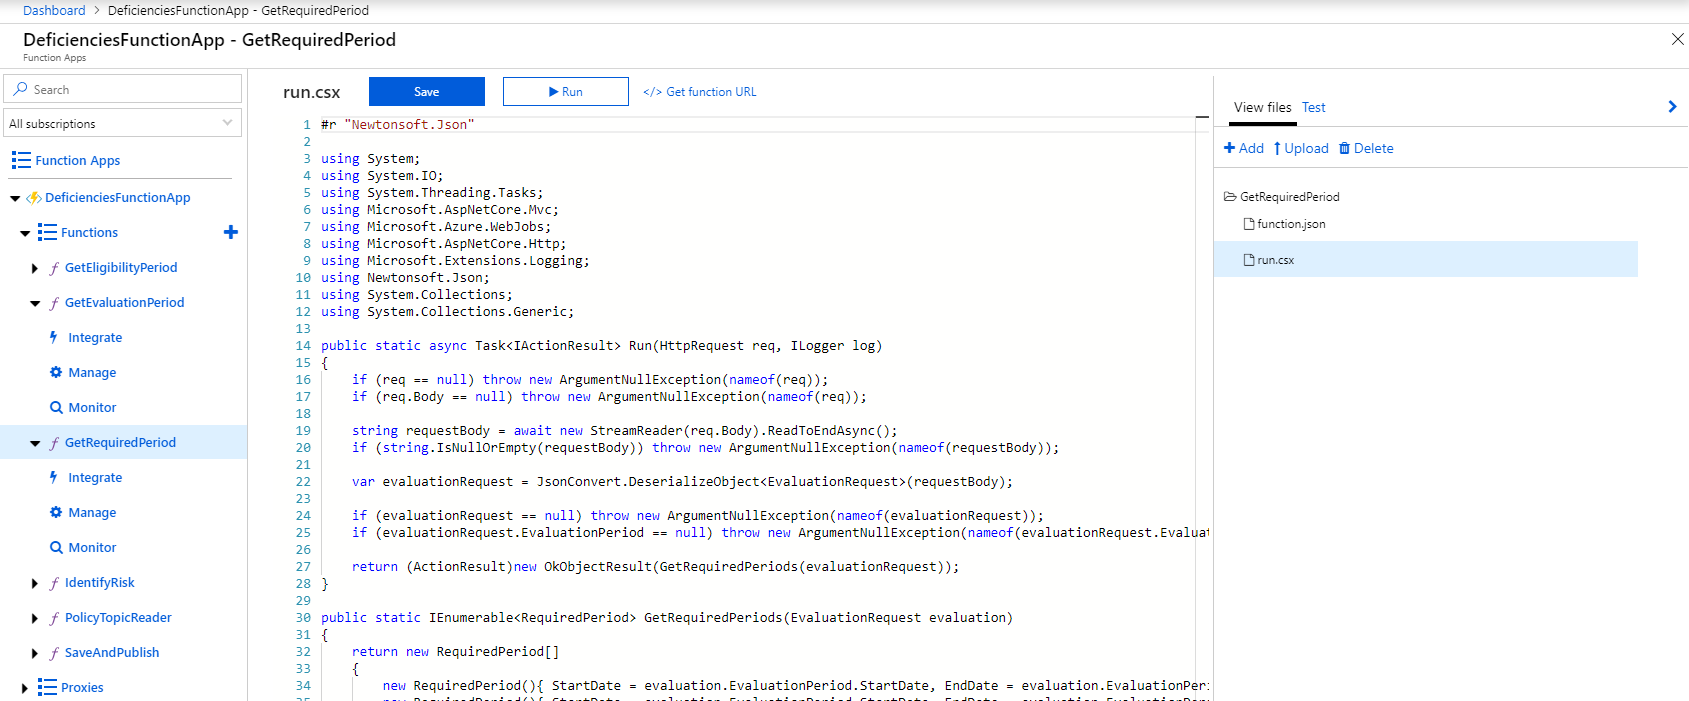 Dashboard > DeficienciesFunctionApp - GetRequiredPeriod
DeficienciesFunctionApp - GetRequiredPeriod
Function Apps
Search
All subscriptions
Function Apps
DeficienciesFunctionApp
Functions
GetEligibilityPeriod
GetEvaluationPeriod
Integrate
Manage
Monitor
GetRequiredPeriod
Integrate
Manage
Monitor
IdentifyRisk
PolicyTopicReader
SaveAndPublish
Proxies
run.csx Save Run </> Get function URL
1 #r "Newtonsoft.Json"
2
3 using System;
4 using System.IO;
5 using System.Threading.Tasks;
6 using Microsoft.AspNetCore.Mvc;
7 using Microsoft.Azure.WebJobs;
8 using Microsoft.AspNetCore.Http;
9 using Microsoft.Extensions.Logging;
10 using Newtonsoft.Json;
11 using System.Collections;
12 using System.Collections.Generic;
13
14 public static async Task<IActionResult> Run(HttpRequest req, ILogger log)
15 {
16 if (req == null) throw new ArgumentNullException(nameof(req));
17 if (req.Body == null) throw new ArgumentNullException(nameof(req));
18
19 string requestBody = await new StreamReader(req.Body).ReadToEndAsync();
20 if (string.IsNullOrEmpty(requestBody)) throw new ArgumentNullException(nameof(requestBody));
21
22 var evaluationRequest = JsonConvert.DeserializeObject<EvaluationRequest>(requestBody);
23
24 if (evaluationRequest == null) throw new ArgumentNullException(nameof(evaluationRequest));
25 if (evaluationRequest.EvaluationPeriod == null) throw new ArgumentNullException(nameof(evaluationRequest.Evaluat
26
27 return (ActionResult)new OkObjectResult(GetRequiredPeriods(evaluationRequest));
28 }
29
30 public static IEnumerable<RequiredPeriod> GetRequiredPeriods(EvaluationRequest evaluation)
31 {
32 return new RequiredPeriod[]
33 {
34 new RequiredPeriod(){ StartDate = evaluation.EvaluationPeriod.StartDate, EndDate = evaluation.EvaluationPeri
View files Test
Add Upload Delete
GetRequiredPeriod
function.json
run.csx